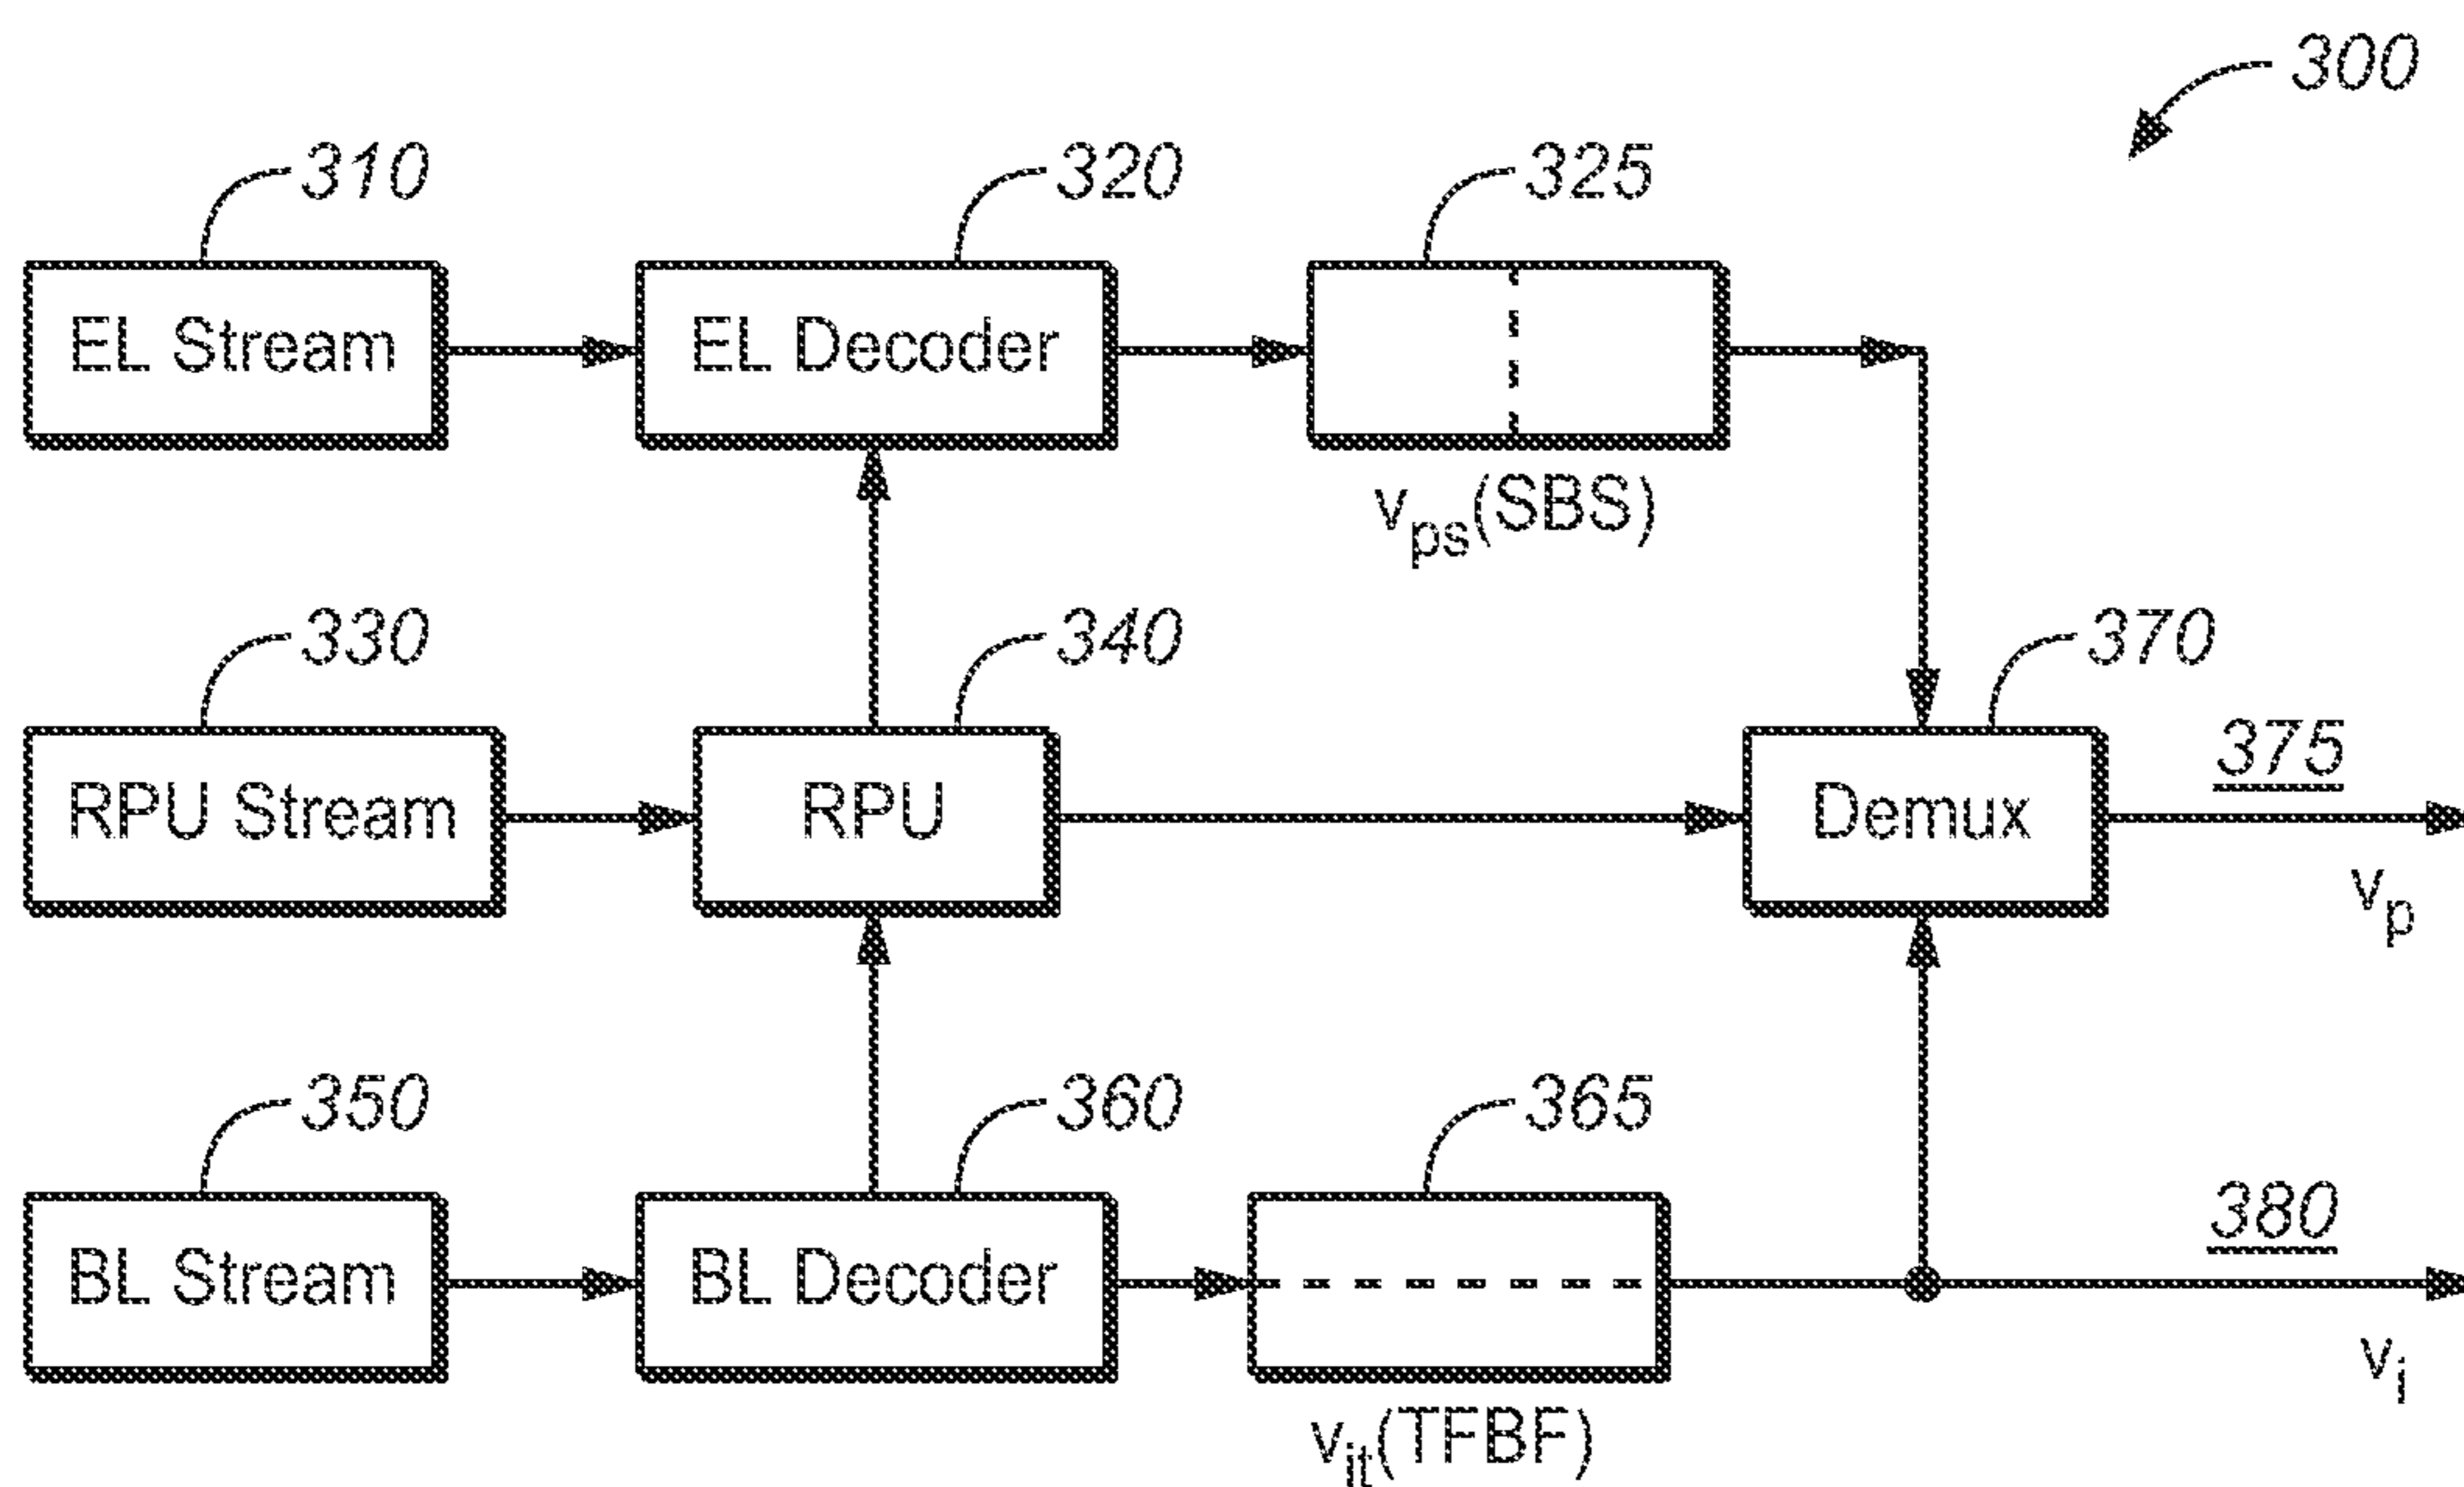 300
310
320
325
EL Stream
EL Decoder
vps(SBS)
330
340
370
375
RPU Stream
RPU
Demux
vp
350
360
365
380
BL Stream
BL Decoder
vi
vit(TFBF)